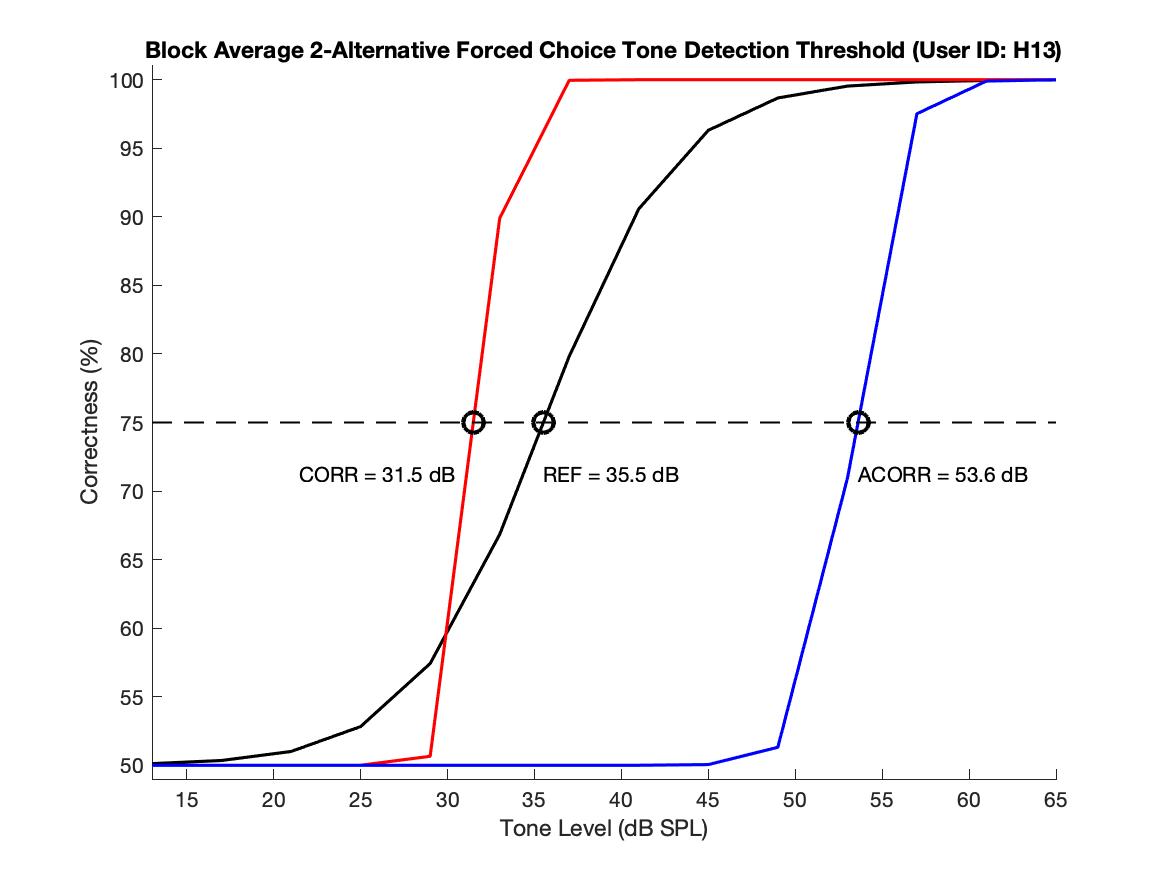 Block Average 2-Alternative Forced Choice Tone Detection Threshold (User ID: H13)
100
95
90
85
80
75
70
65
60
55
50
Correctness (%)
CORR = 31.5 dB
REF = 35.5 dB
ACORR = 53.6 dB
15 20 25 30 35 40 45 50 55 60 65
Tone Level (dB SPL)